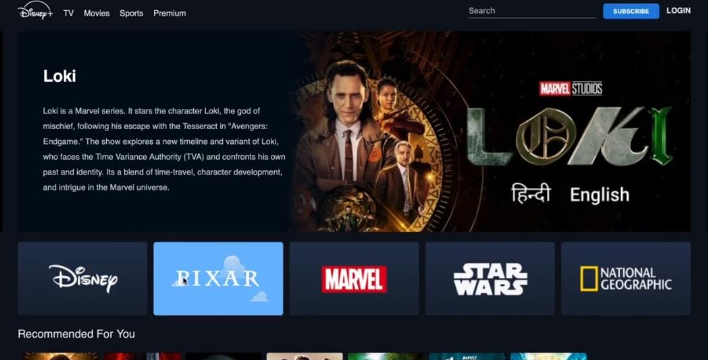 Disney+ TV Movies Sports Premium Search SUBSCRIBE LOGIN
Loki
Loki is a Marvel series. It stars the character Loki, the god of
mischief, following his escape with the Tesseract in "Avengers:
Endgame." The show explores a new timeline and variant of Loki,
who faces the Time Variance Authority (TVA) and confronts his own
past and identity. Its a blend of time-travel, character development,
and intrigue in the Marvel universe.
MARVEL STUDIOS
LOKI
हिन्दी English
Disney PIXAR MARVEL STAR WARS NATIONAL GEOGRAPHIC
Recommended For You